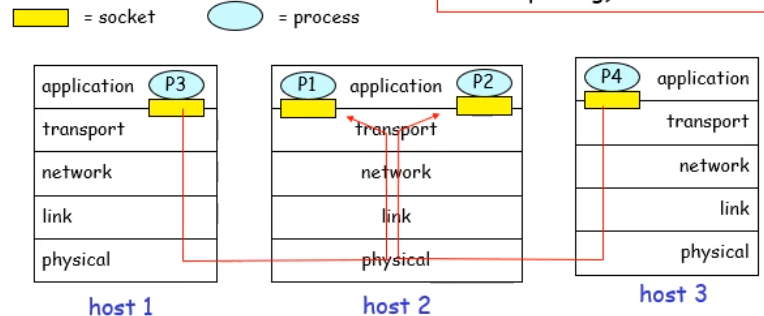 = socket
= process
application P3
transport
network
link
physical
host 1
P1 application P2
transport
network
link
physical
host 2
P4 application
transport
network
link
physical
host 3